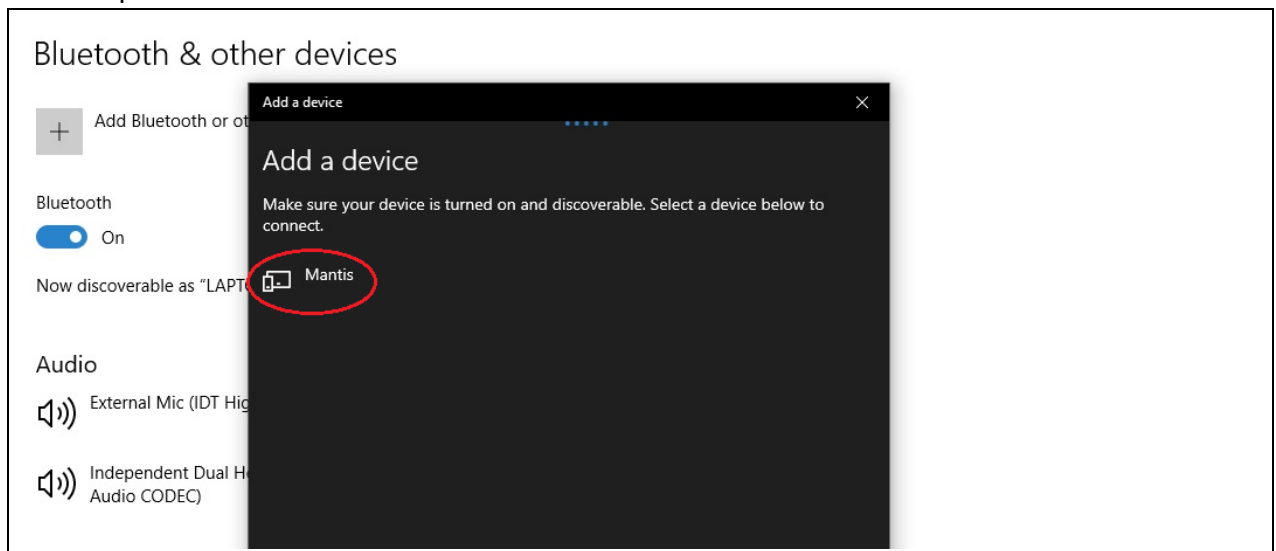 Bluetooth & other devices
Add Bluetooth or ot
Bluetooth
On
Now discoverable as “LAPT
Audio
External Mic (IDT Hig
Independent Dual H
Audio CODEC)
Add a device
Add a device
Make sure your device is turned on and discoverable. Select a device below to
connect.
Mantis